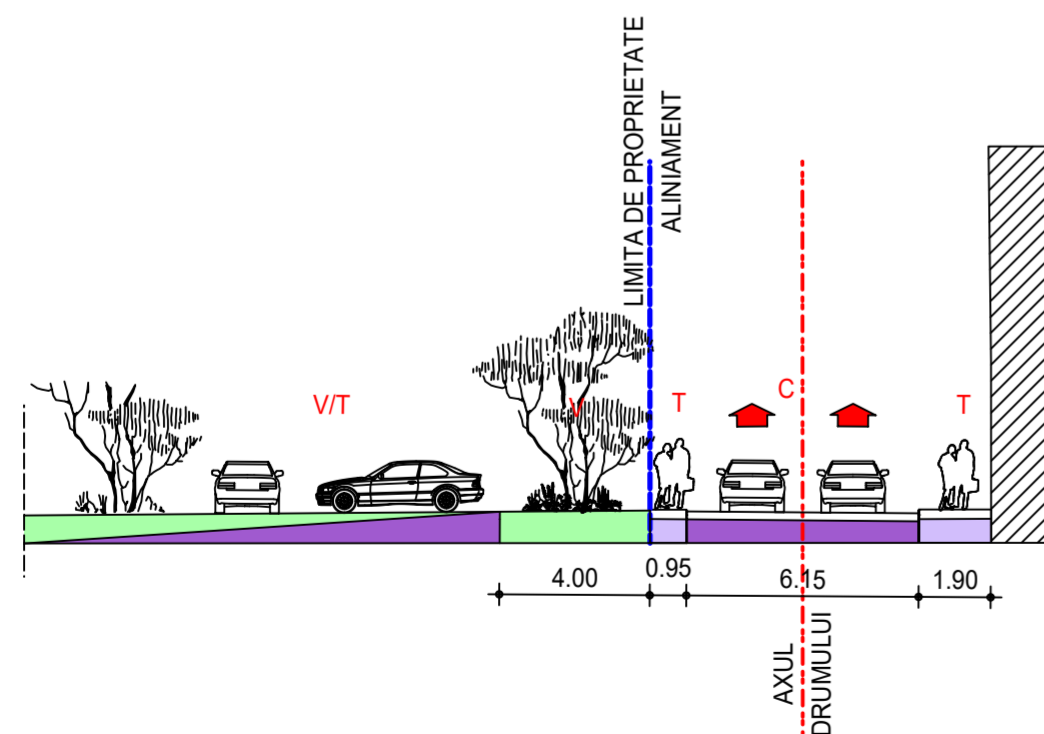 LIMITA DE PROPRIETATE
ALINIAMENT
V/T
V
T
C
T
4.00
0.95
6.15
1.90
AXUL
DRUMULUI